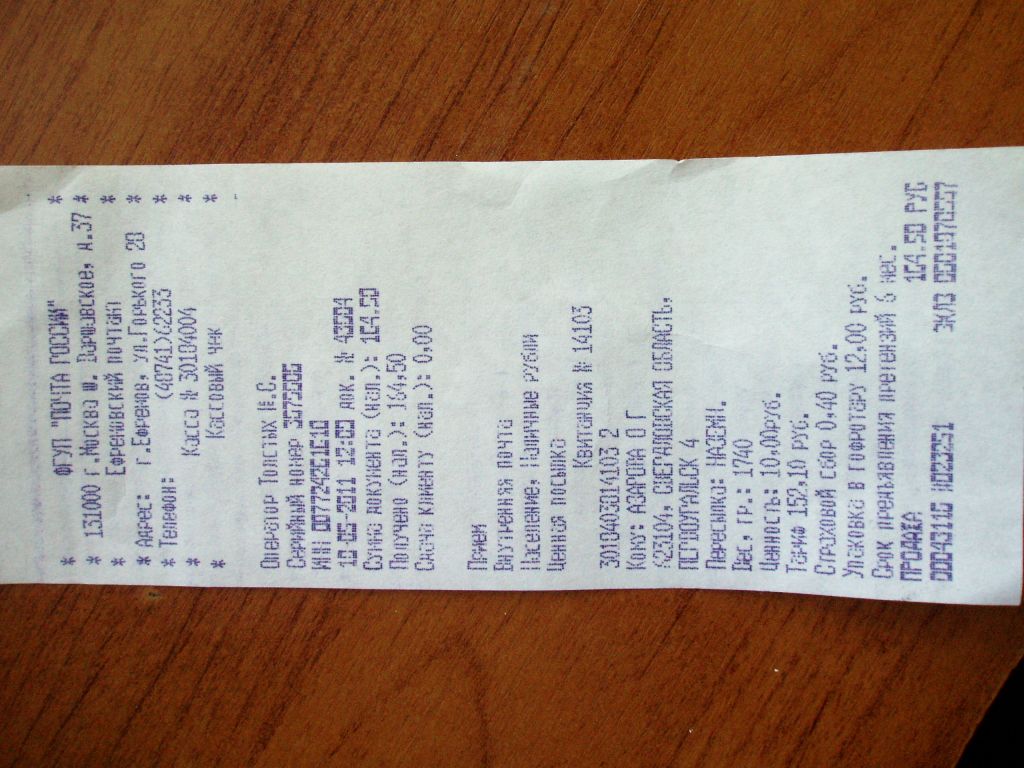 ФГУП "ПОЧТА РОССИИ"
* 131000 г.Москва Ш. Варшавское, д.37 *
* Ефремовский почтамт *
* Адрес: г.Ефремов, ул.Горького 20 *
* Телефон: (48741)62233 *
* Касса № 30184004 *
* Кассовый чек *
Оператор Толстых М.С.
Серийный номер
ИНН
18-05-2011 12:03 док. №
Сумма документа (нал.): 164.50
Получено (нал.): 164,50
Сдача клиенту (нал.): 0,00
Прием
Внутренняя почта
Население, Наличные рубли
Ценная посылка
Квитанция № 14103
30184038014103 2
Кому: АЗАРОВА О Г
623104, СВЕРДЛОВСКАЯ ОБЛАСТЬ,
ПЕРВОУРАЛЬСК 4
Пересылка: НАЗЕМН.
Вес, гр.: 1740
Ценность: 10,00руб.
Тариф 152,10 руб.
Страховой сбор 0,40 руб.
Упаковка в Гофротару 12,00 руб.
Срок предъявления претензий 6 мес.
ПРОДАЖА 164.50 РУБ
ЭКЛЗ